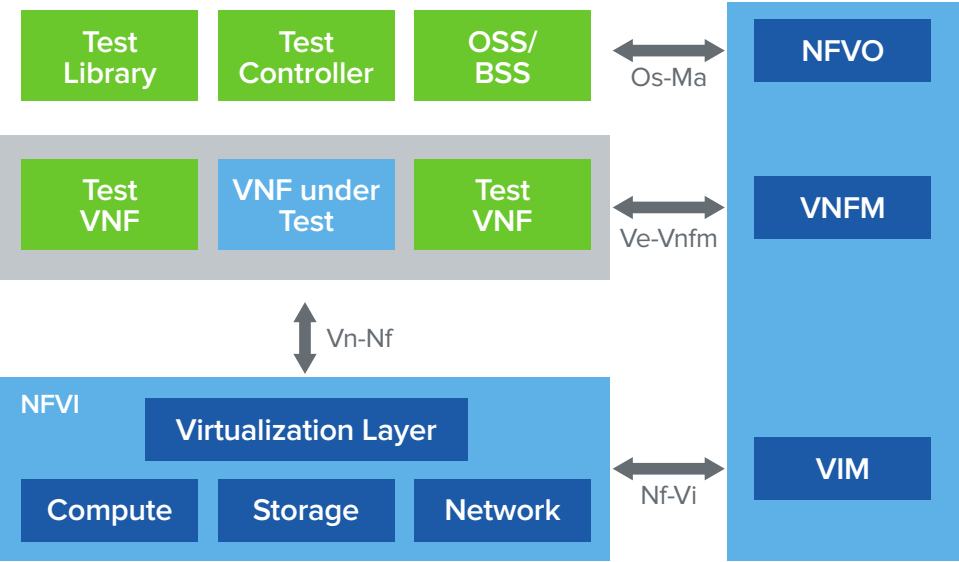 Test
Library
Test
Controller
OSS/
BSS
Os-Ma
NFVO
Test
VNF
VNF under
Test
Test
VNF
Ve-Vnfm
VNFM
Vn-Nf
NFVI
Virtualization Layer
Compute
Storage
Network
Nf-Vi
VIM